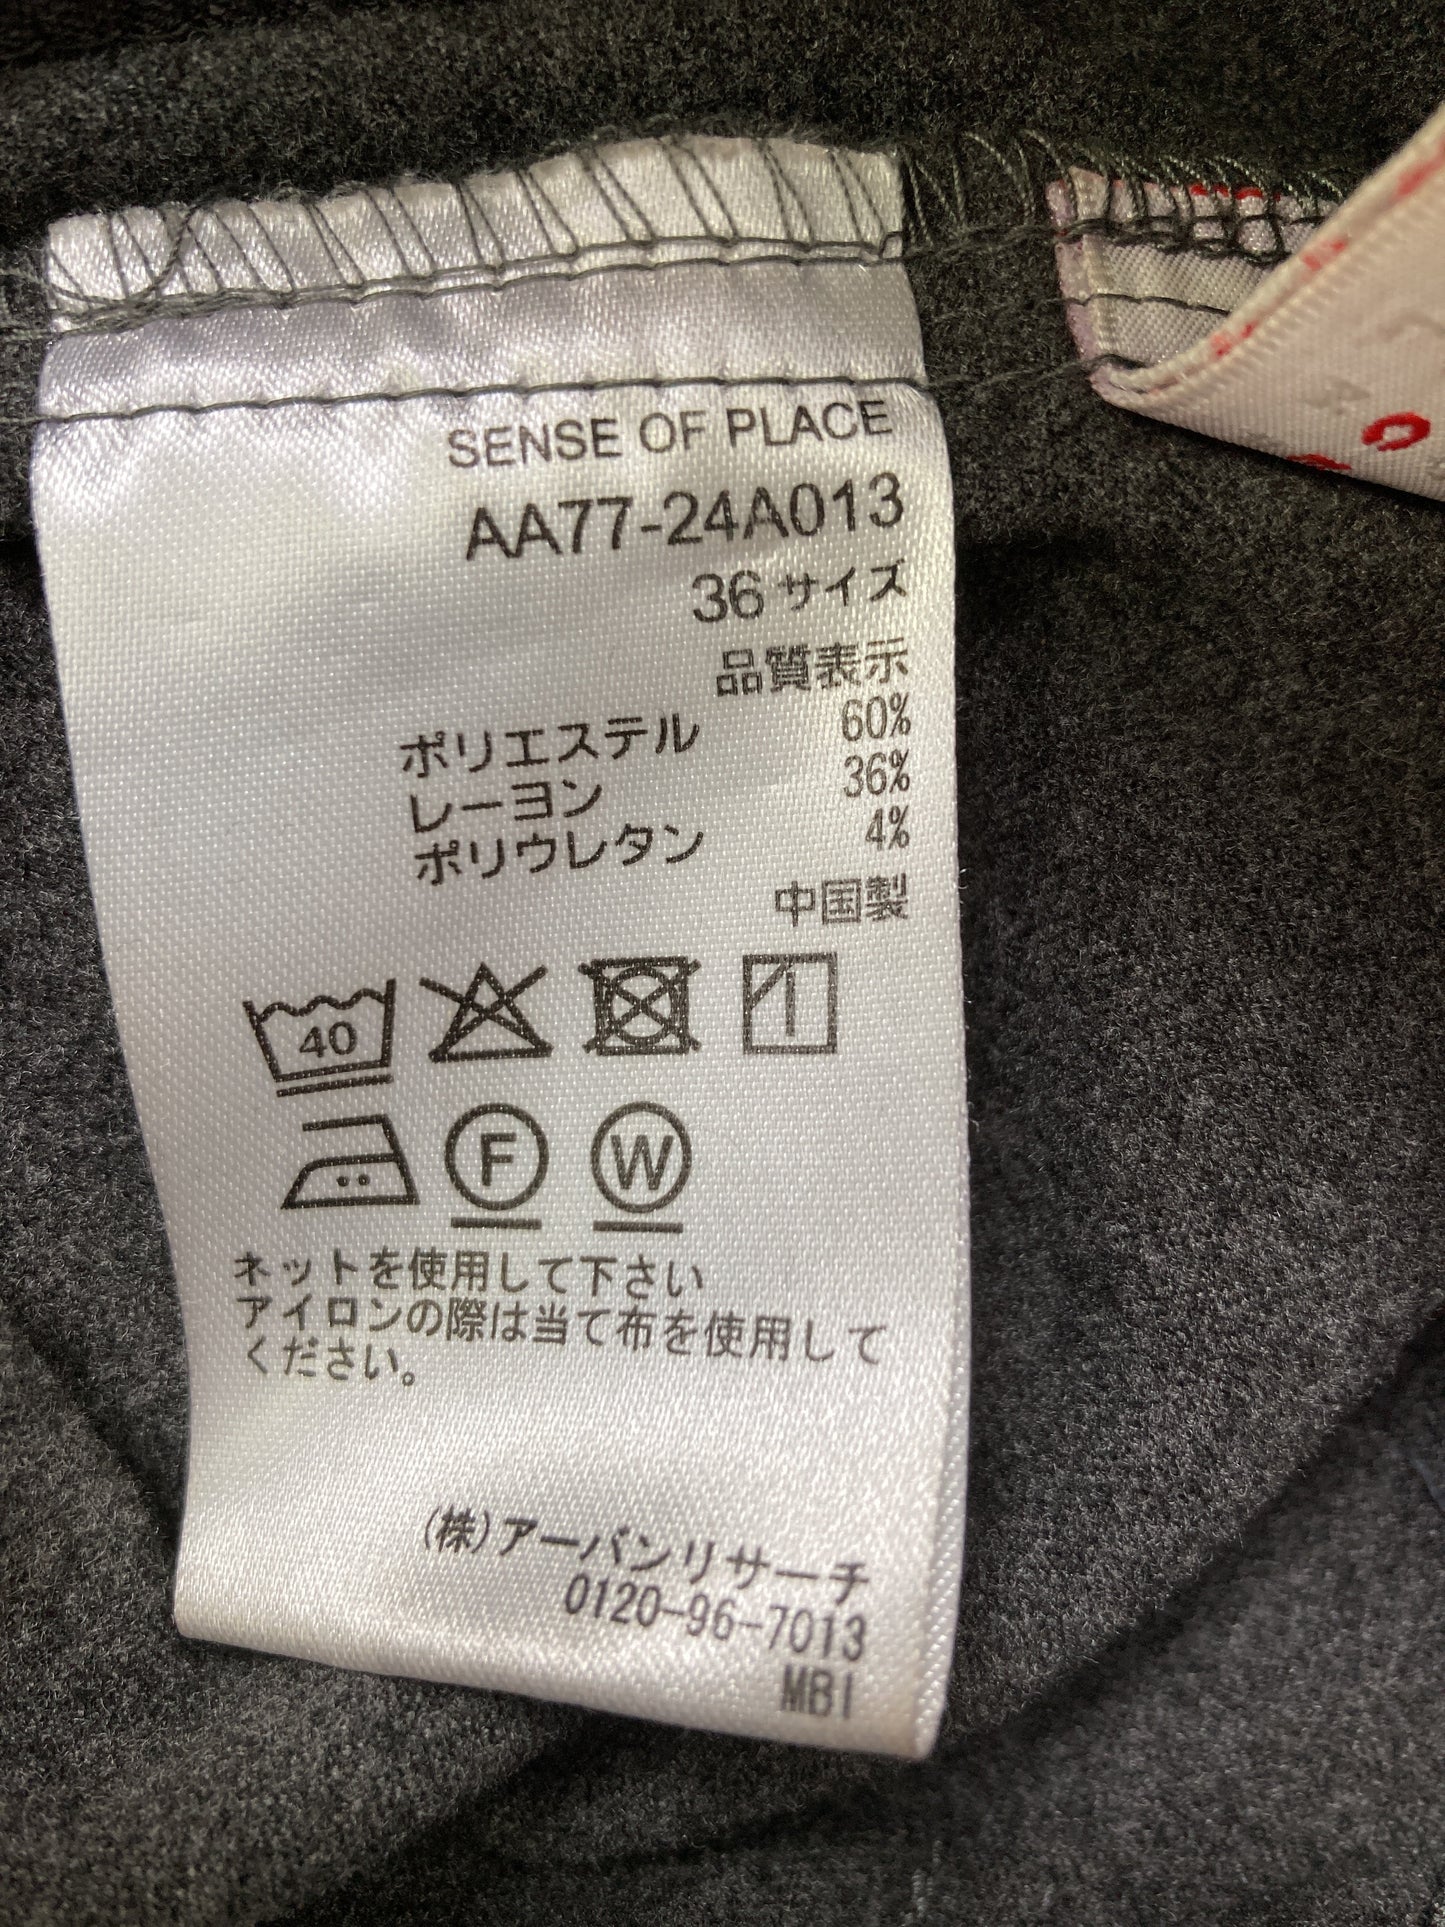 SENSE OF PLACE
AA77-24A013
36 サイズ
品質表示
ポリエステル 60%
レーヨン 36%
ポリウレタン 4%
中国製
40
F W
ネットを使用して下さい
アイロンの際は当て布を使用して
ください。
(株)アーバンリサーチ
0120-96-7013
MBI